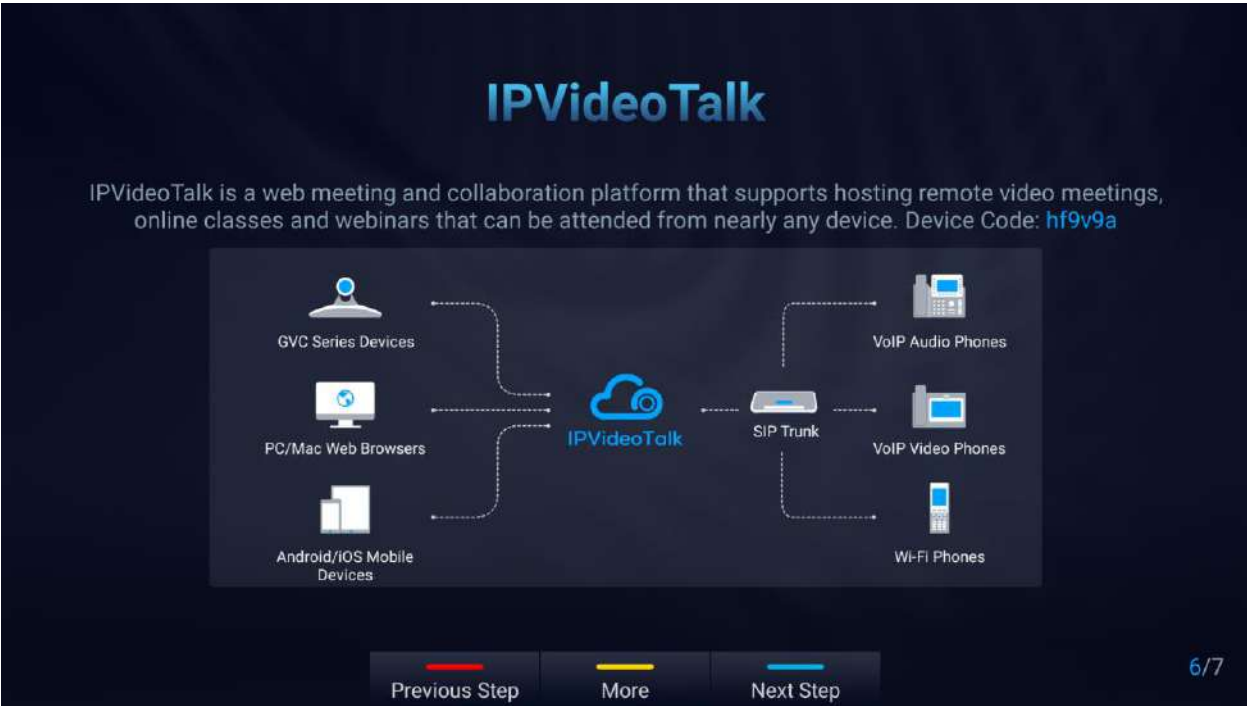 IPVideoTalk
IPVideoTalk is a web meeting and collaboration platform that supports hosting remote video meetings,
online classes and webinars that can be attended from nearly any device. Device Code: hf9v9a
GVC Series Devices
PC/Mac Web Browsers
Android/iOS Mobile
Devices
IPVideoTalk
SIP Trunk
VoIP Audio Phones
VoIP Video Phones
Wi-Fi Phones
Previous Step
More
Next Step
6/7